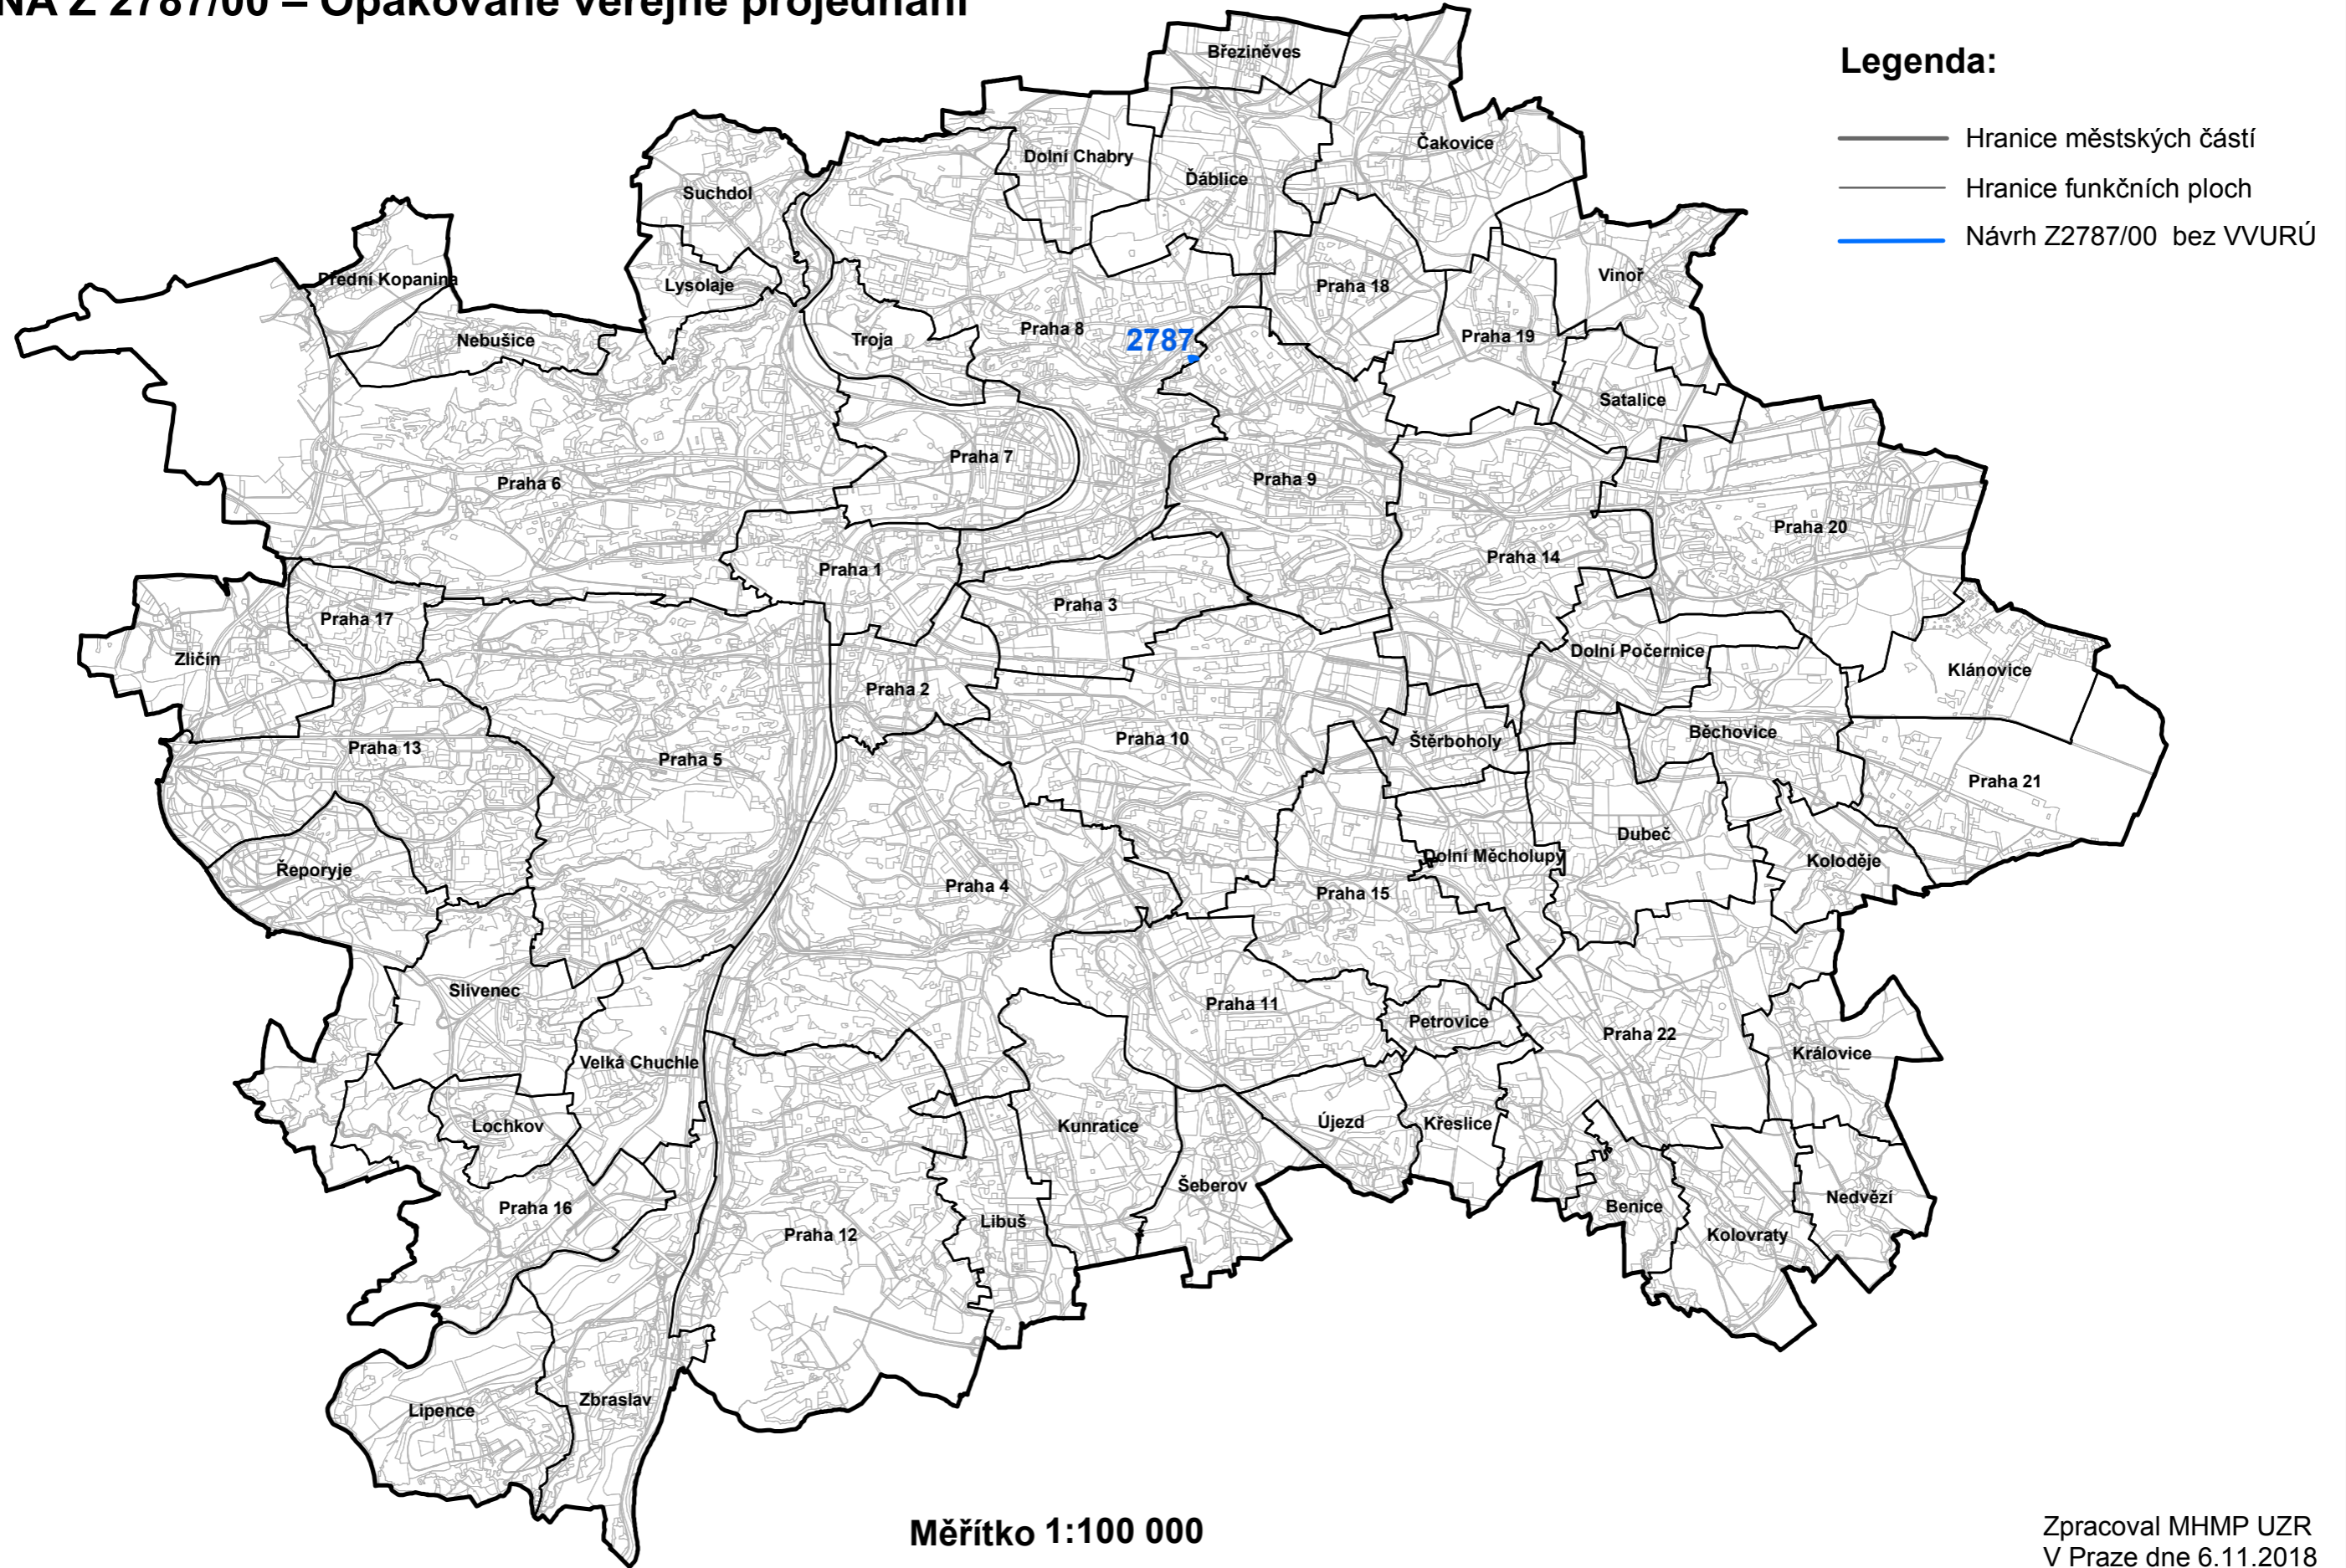 NA Z 2787/00 – Opakované veřejné projednání
Legenda:
Hranice městských částí
Hranice funkčních ploch
Návrh Z2787/00 bez VVURÚ
Březiněves
Čakovice
Dolní Chabry
Ďáblice
Suchdol
Přední Kopanina
Lysolaje
Vinoř
Praha 18
Nebušice
Troja
Praha 8
2787
Praha 19
Satalice
Praha 7
Praha 6
Praha 9
Praha 20
Praha 14
Praha 1
Praha 3
Praha 17
Zličín
Dolní Počernice
Klánovice
Praha 2
Praha 13
Praha 5
Praha 10
Štěrboholy
Běchovice
Praha 21
Dubeč
Řeporyje
Praha 4
Praha 15
Dolní Měcholupy
Koloděje
Slivenec
Praha 11
Petrovice
Praha 22
Královice
Velká Chuchle
Lochkov
Kunratice
Újezd
Křeslice
Šeberov
Nedvězí
Praha 16
Benice
Libuš
Praha 12
Kolovraty
Lipence
Zbraslav
Měřítko 1:100 000
Zpracoval MHMP UZR
V Praze dne 6.11.2018